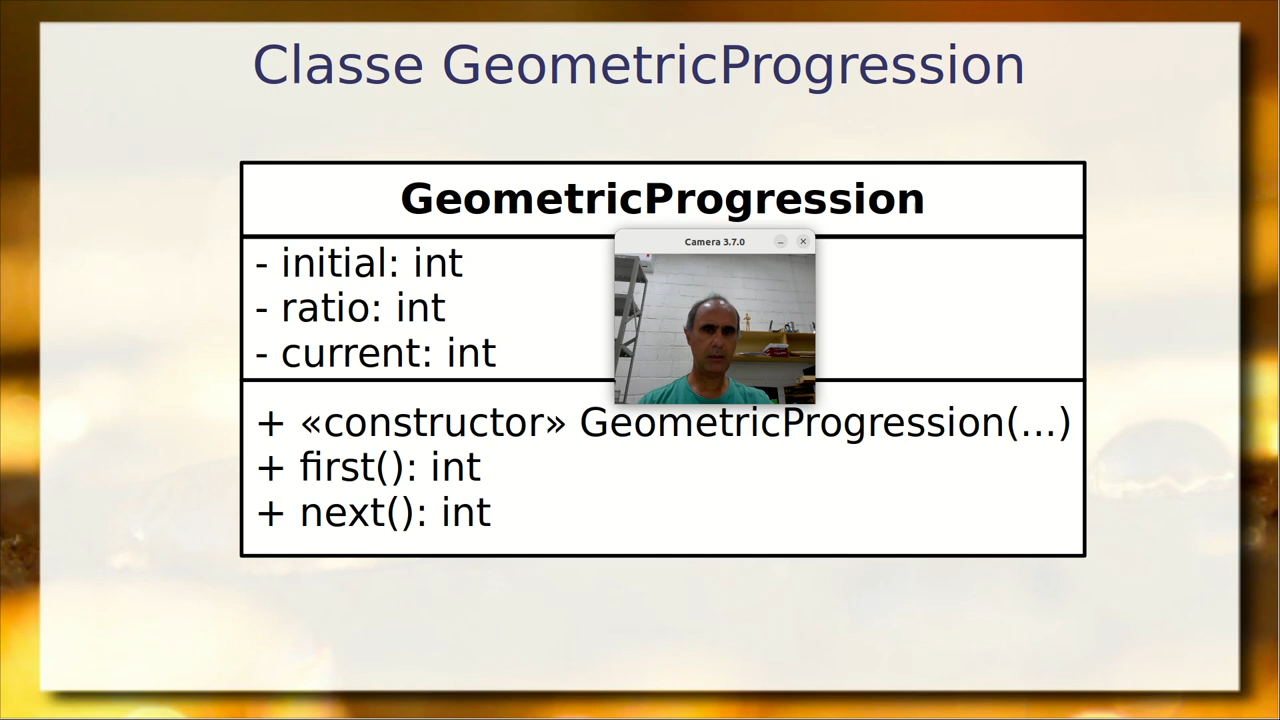 Classe GeometricProgression
GeometricProgression
Camera 3.7.0
- initial: int
- ratio: int
- current: int
+ «constructor» GeometricProgression(...)
+ first(): int
+ next(): int